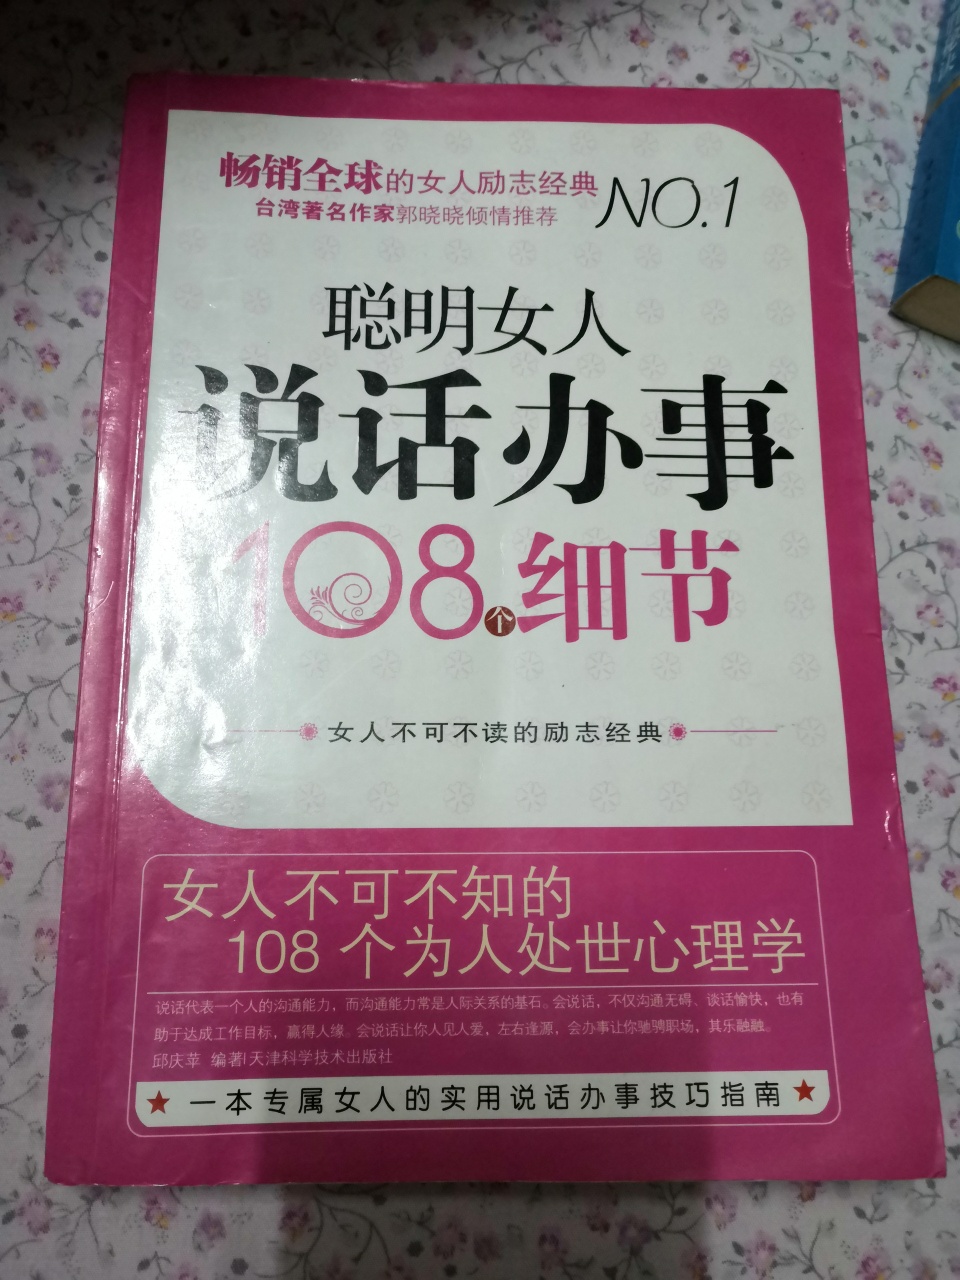 畅销全球的女人励志经典
台湾著名作家郭晓晓倾情推荐
NO.1
聪明女人
说话办事
108个细节
女人不可不读的励志经典
女人不可不知的
108个为人处世心理学
说话代表一个人的沟通能力，而沟通能力常是人际关系的基石。会说话，不仅沟通无碍、谈话愉快，也有
助于达成工作目标，赢得人缘。会说话让你人见人爱，左右逢源，会办事让你驰骋职场，其乐融融。
邱庆苹 编著|天津科学技术出版社
★ 一本专属女人的实用说话办事技巧指南 ★